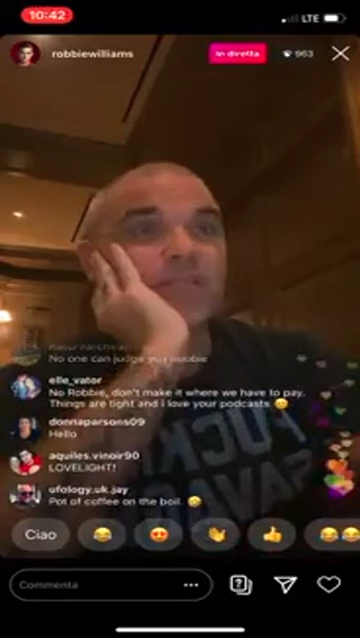 10:42
LTE
robbiewilliams
In diretta
963
No one can judge you robbie
elle_vator
No Robbie, don't make it where we have to pay.
Things are tight and i love your podcasts
donnaparsons09
Hello
aquiles.vinoir90
LOVELIGHT!
ufology.uk.jay
Pot of coffee on the boil.
Ciao
Commenta